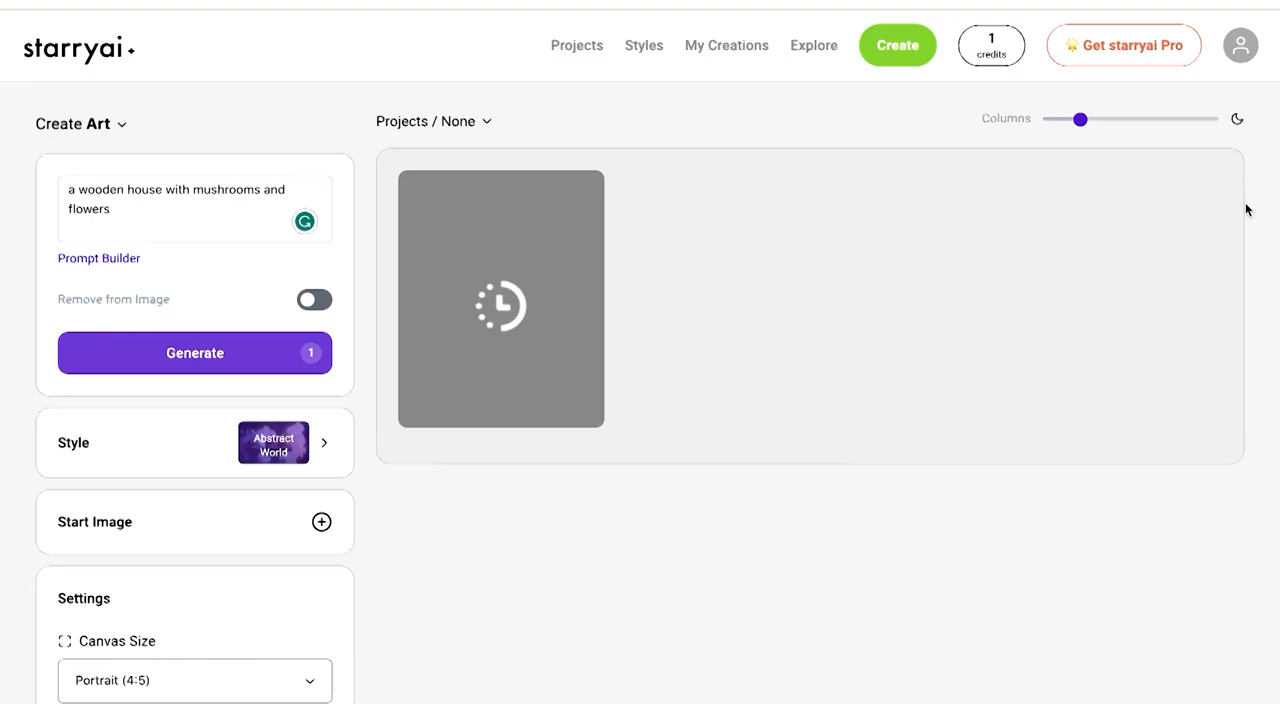 starryai
Projects
Styles
My Creations
Explore
Create
1
credits
Get starryai Pro
Create Art
Projects / None
Columns
a wooden house with mushrooms and
flowers
Prompt Builder
Remove from Image
Generate
1
Style
Abstract
World
Start Image
Settings
Canvas Size
Portrait (4:5)